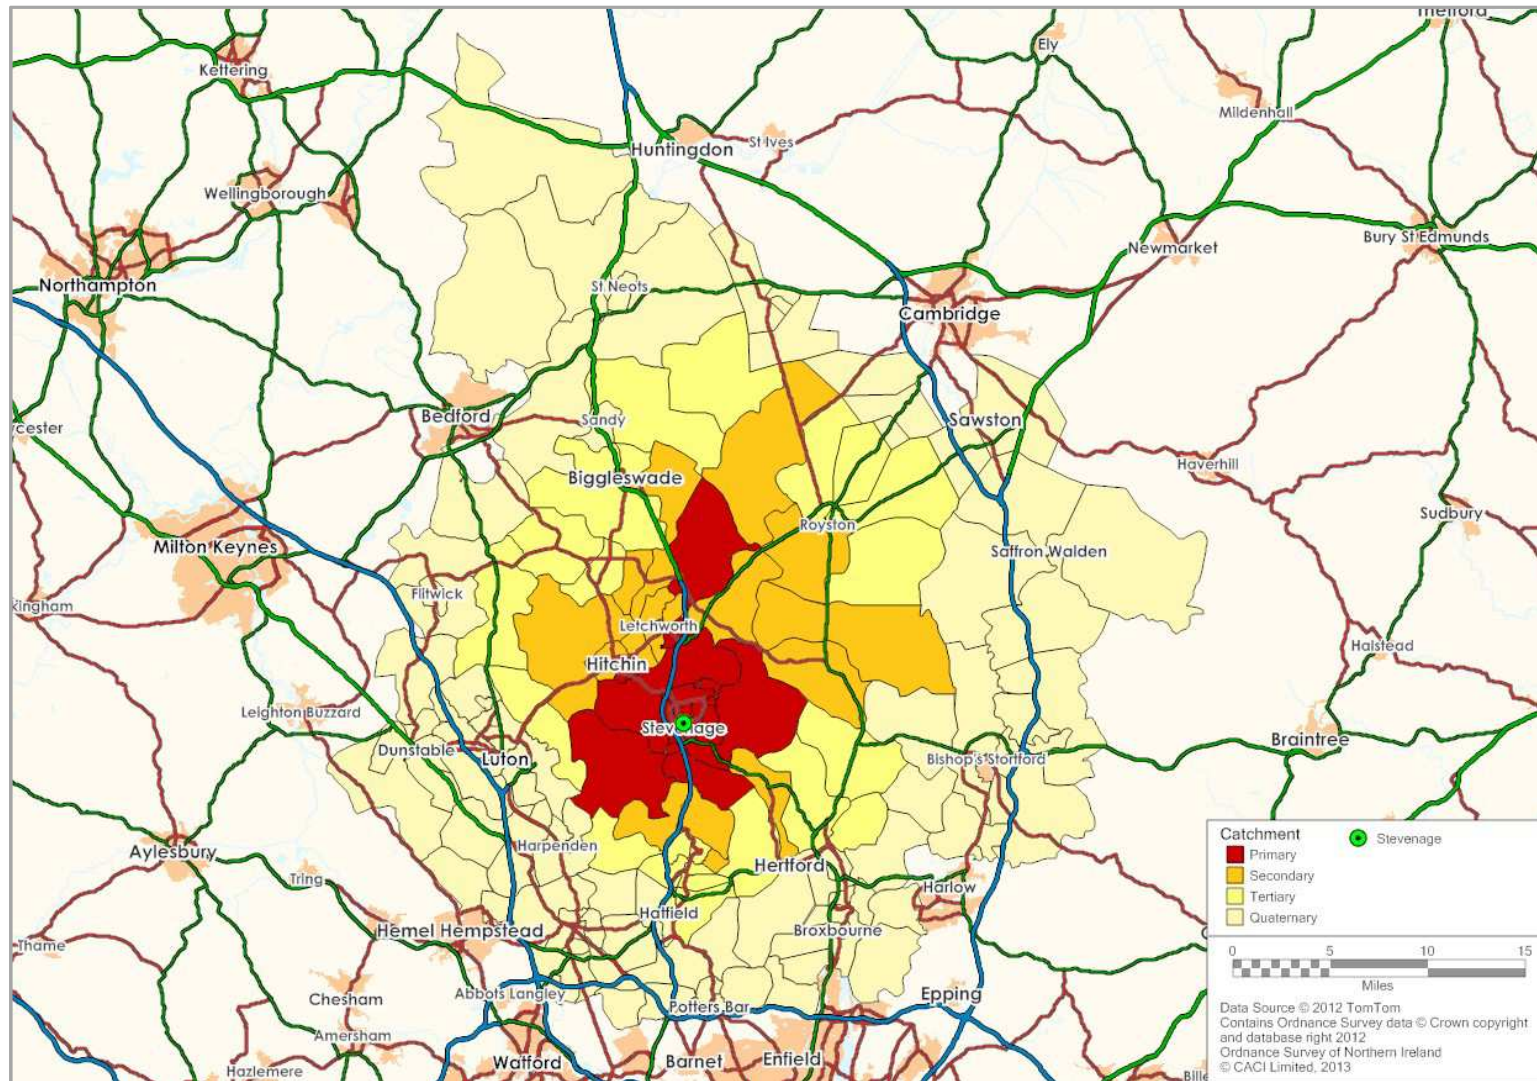 Thetford
Ely
Kettering
Mildenhall
Huntingdon
St Ives
Wellingborough
Bury St Edmunds
Newmarket
Northampton
St Neots
Cambridge
Bedford
Sandy
Sawston
cester
Haverhill
Biggleswade
Sudbury
Royston
Milton Keynes
Saffron Walden
Flitwick
kingham
Letchworth
Halstead
Hitchin
Leighton Buzzard
Stevenage
Braintree
Dunstable
Luton
Bishop's Stortford
Harpenden
Aylesbury
Hertford
Tring
Harlow
Hatfield
Hemel Hempstead
Broxbourne
Thame
Abbots Langley
Epping
Chesham
Potters Bar
Amersham
Watford
Barnet
Enfield
Hazlemere
Bille
Catchment
Stevenage
Primary
Secondary
Tertiary
Quaternary
0 5 10 15
Miles
Data Source © 2012 TomTom
Contains Ordnance Survey data © Crown copyright
and database right 2012
Ordnance Survey of Northern Ireland
© CACI Limited, 2013